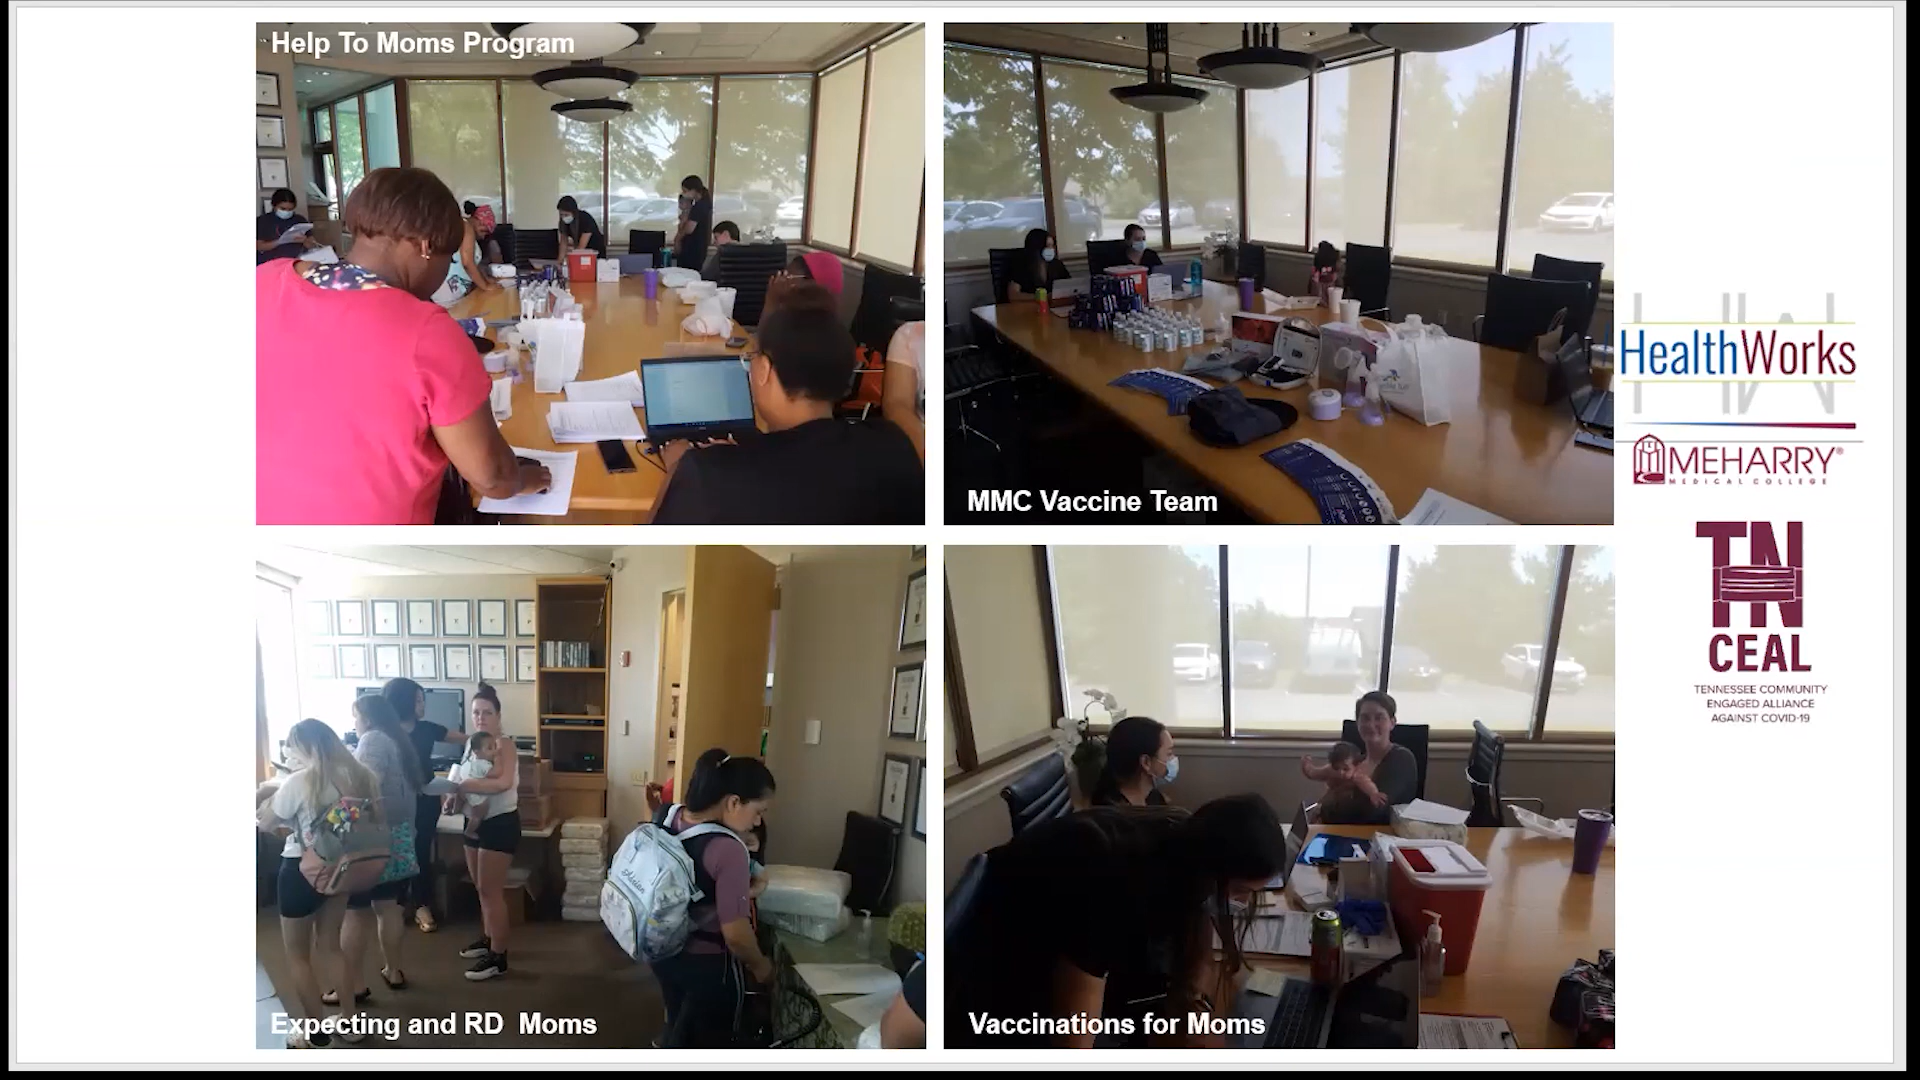 Help To Moms Program
MMC Vaccine Team
Expecting and RD  Moms
Vaccinations for Moms
HW
HealthWorks
MEHARRY®
MEDICAL COLLEGE
TN
CEAL
TENNESSEE COMMUNITY
ENGAGED ALLIANCE
AGAINST COVID-19